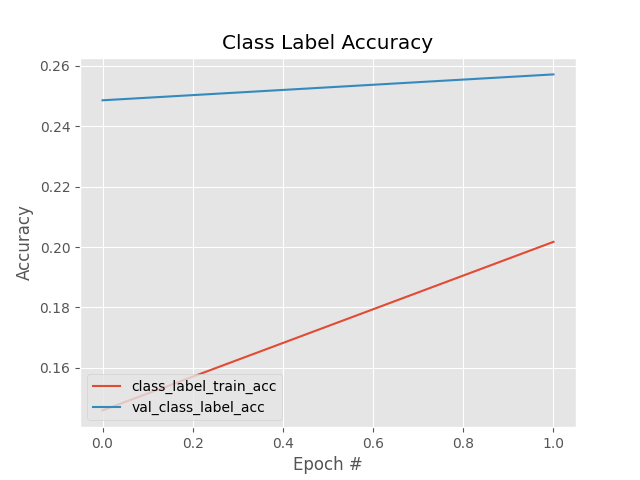 Class Label Accuracy
0.26
0.24
0.22
0.20
0.18
0.16
Accuracy
class_label_train_acc
val_class_label_acc
0.0 0.2 0.4 0.6 0.8 1.0
Epoch #